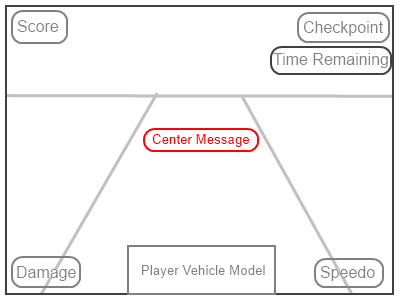 Score
Checkpoint
Time Remaining
Center Message
Player Vehicle Model
Damage
Speedo